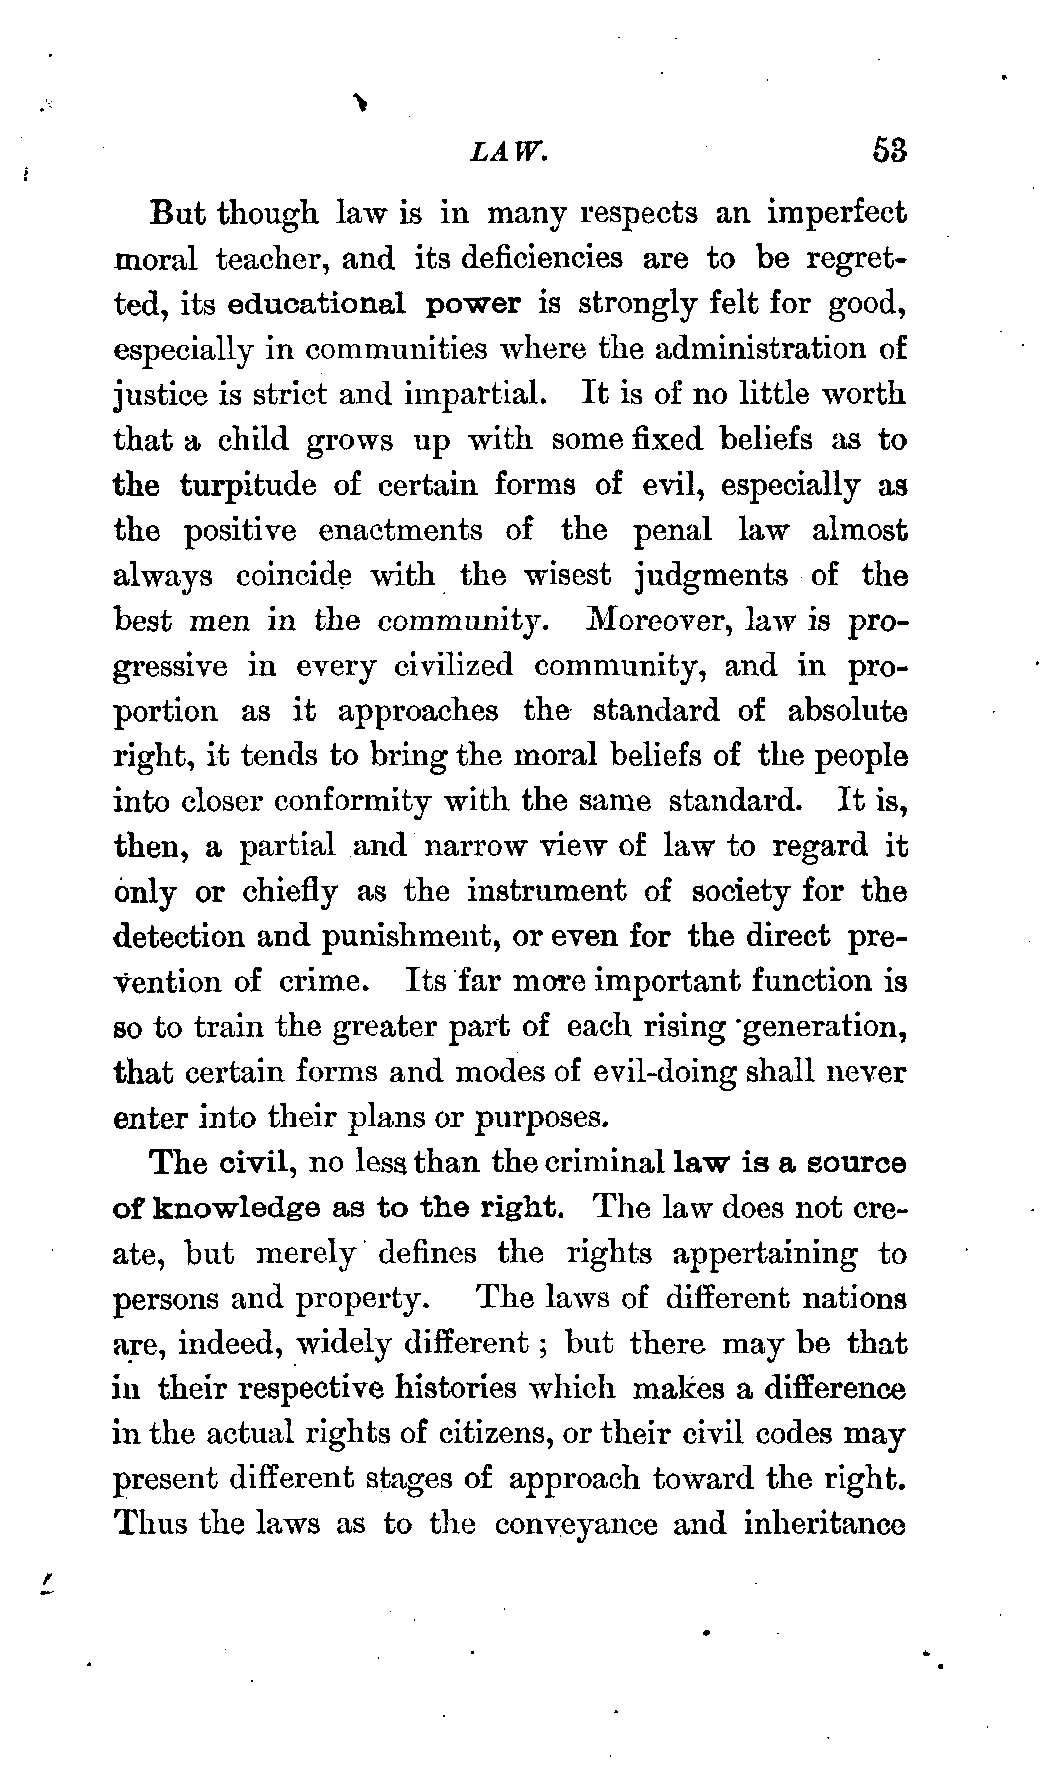 LAW. 53
But though law is in many respects an imperfect
moral teacher, and its deficiencies are to be regret-
ted, its educational power is strongly felt for good,
especially in communities where the administration of
justice is strict and impartial. It is of no little worth
that a child grows up with some fixed beliefs as to
the turpitude of certain forms of evil, especially as
the positive enactments of the penal law almost
always coincide with the wisest judgments of the
best men in the community. Moreover, law is pro-
gressive in every civilized community, and in pro-
portion as it approaches the standard of absolute
right, it tends to bring the moral beliefs of the people
into closer conformity with the same standard. It is,
then, a partial and narrow view of law to regard it
only or chiefly as the instrument of society for the
detection and punishment, or even for the direct pre-
vention of crime. Its far more important function is
so to train the greater part of each rising generation,
that certain forms and modes of evil-doing shall never
enter into their plans or purposes.
The civil, no less than the criminal law is a source
of knowledge as to the right. The law does not cre-
ate, but merely defines the rights appertaining to
persons and property. The laws of different nations
are, indeed, widely different ; but there may be that
in their respective histories which makes a difference
in the actual rights of citizens, or their civil codes may
present different stages of approach toward the right.
Thus the laws as to the conveyance and inheritance